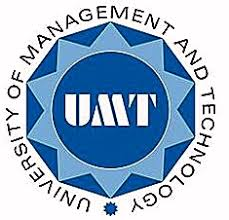 UNIVERSITY OF MANAGEMENT AND TECHNOLOGY
UMT